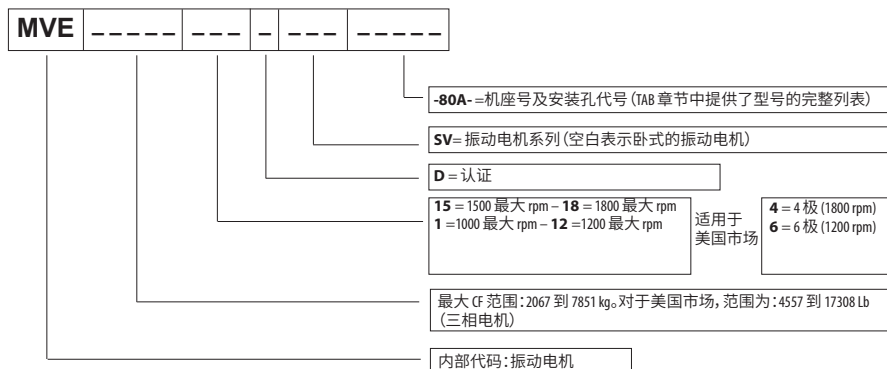 MVE _ _ _ _ _ _ _ _ _ _ _ _ _ _ _ _ _
-80A- =机座号及安装孔代号(TAB 章节中提供了型号的完整列表)
SV= 振动电机系列(空白表示卧式的振动电机)
D = 认证
15 = 1500 最大 rpm – 18 = 1800 最大 rpm
1 =1000 最大 rpm – 12 =1200 最大 rpm
适用于
美国市场
4 = 4 极 (1800 rpm)
6 = 6 极 (1200 rpm)
最大 CF 范围:2067 到 7851 kg。对于美国市场,范围为:4557 到 17308 Lb
(三相电机)
内部代码:振动电机